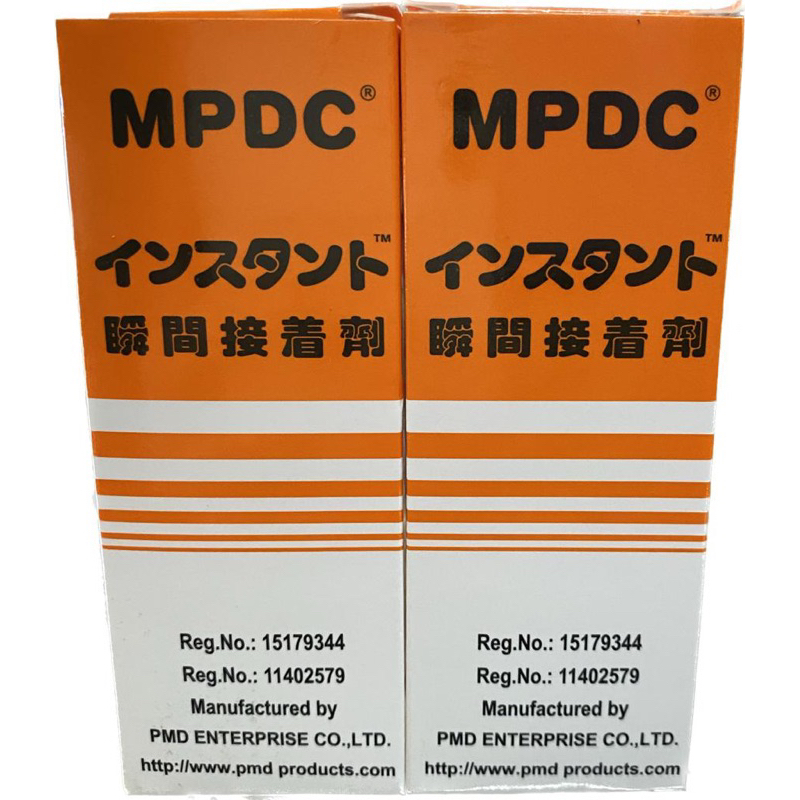 MPDC®
インスタント™
瞬間接着劑
Reg.No.: 15179344
Reg.No.: 11402579
Manufactured by
PMD ENTERPRISE CO.,LTD.
http://www.pmd products.com
MPDC®
インスタント™
瞬間接着劑
Reg.No.: 15179344
Reg.No.: 11402579
Manufactured by
PMD ENTERPRISE CO.,LTD.
http://www.pmd products.com